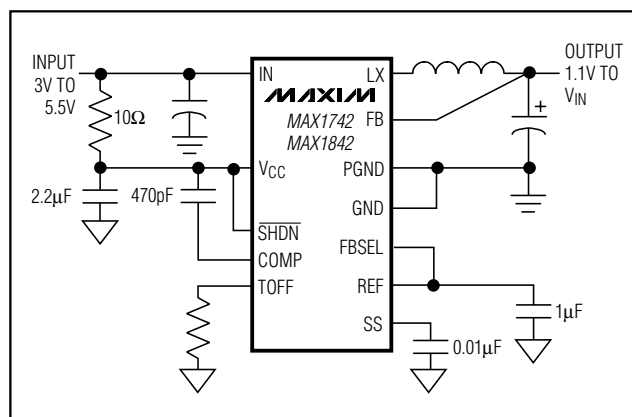 INPUT
3V TO
5.5V
10Ω
2.2µF
470pF
IN
VCC
SHDN
COMP
TOFF
MAXIM
MAX1742
MAX1842
LX
FB
PGND
GND
FBSEL
REF
SS
OUTPUT
1.1V TO
VIN
+
1µF
0.01µF